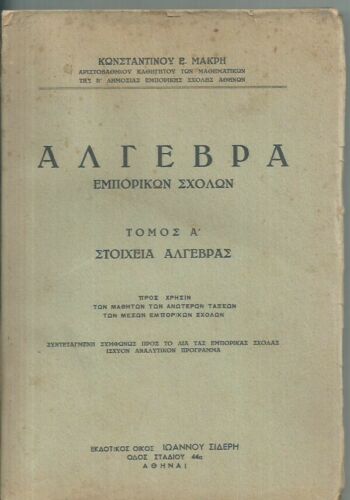 ΚΩΝΣΤΑΝΤΙΝΟΥ Ε. ΜΑΚΡΗ
ΑΡΙΣΤΟΒΑΘΜΙΟΥ ΚΑΘΗΓΗΤΟΥ ΤΩΝ ΜΑΘΗΜΑΤΙΚΩΝ
ΤΗΣ Β' ΔΗΜΟΣΙΑΣ ΕΜΠΟΡΙΚΗΣ ΣΧΟΛΗΣ ΑΘΗΝΩΝ
ΑΛΓΕΒΡΑ
ΕΜΠΟΡΙΚΩΝ ΣΧΟΛΩΝ
ΤΟΜΟΣ Α'
ΣΤΟΙΧΕΙΑ ΑΛΓΕΒΡΑΣ
ΠΡΟΣ ΧΡΗΣΙΝ
ΤΩΝ ΜΑΘΗΤΩΝ ΤΩΝ ΑΝΩΤΕΡΩΝ ΤΑΞΕΩΝ
ΤΩΝ ΜΕΣΩΝ ΕΜΠΟΡΙΚΩΝ ΣΧΟΛΩΝ
ΣΥΝΤΕΤΑΓΜΕΝΗ ΣΥΜΦΩΝΩΣ ΠΡΟΣ ΤΟ ΔΙΑ ΤΑΣ ΕΜΠΟΡΙΚΑΣ ΣΧΟΛΑΣ
ΙΣΧΥΟΝ ΑΝΑΛΥΤΙΚΟΝ ΠΡΟΓΡΑΜΜΑ
ΕΚΔΟΤΙΚΟΣ ΟΙΚΟΣ ΙΩΑΝΝΟΥ ΣΙΔΕΡΗ
ΟΔΟΣ ΣΤΑΔΙΟΥ 44α
ΑΘΗΝΑΙ